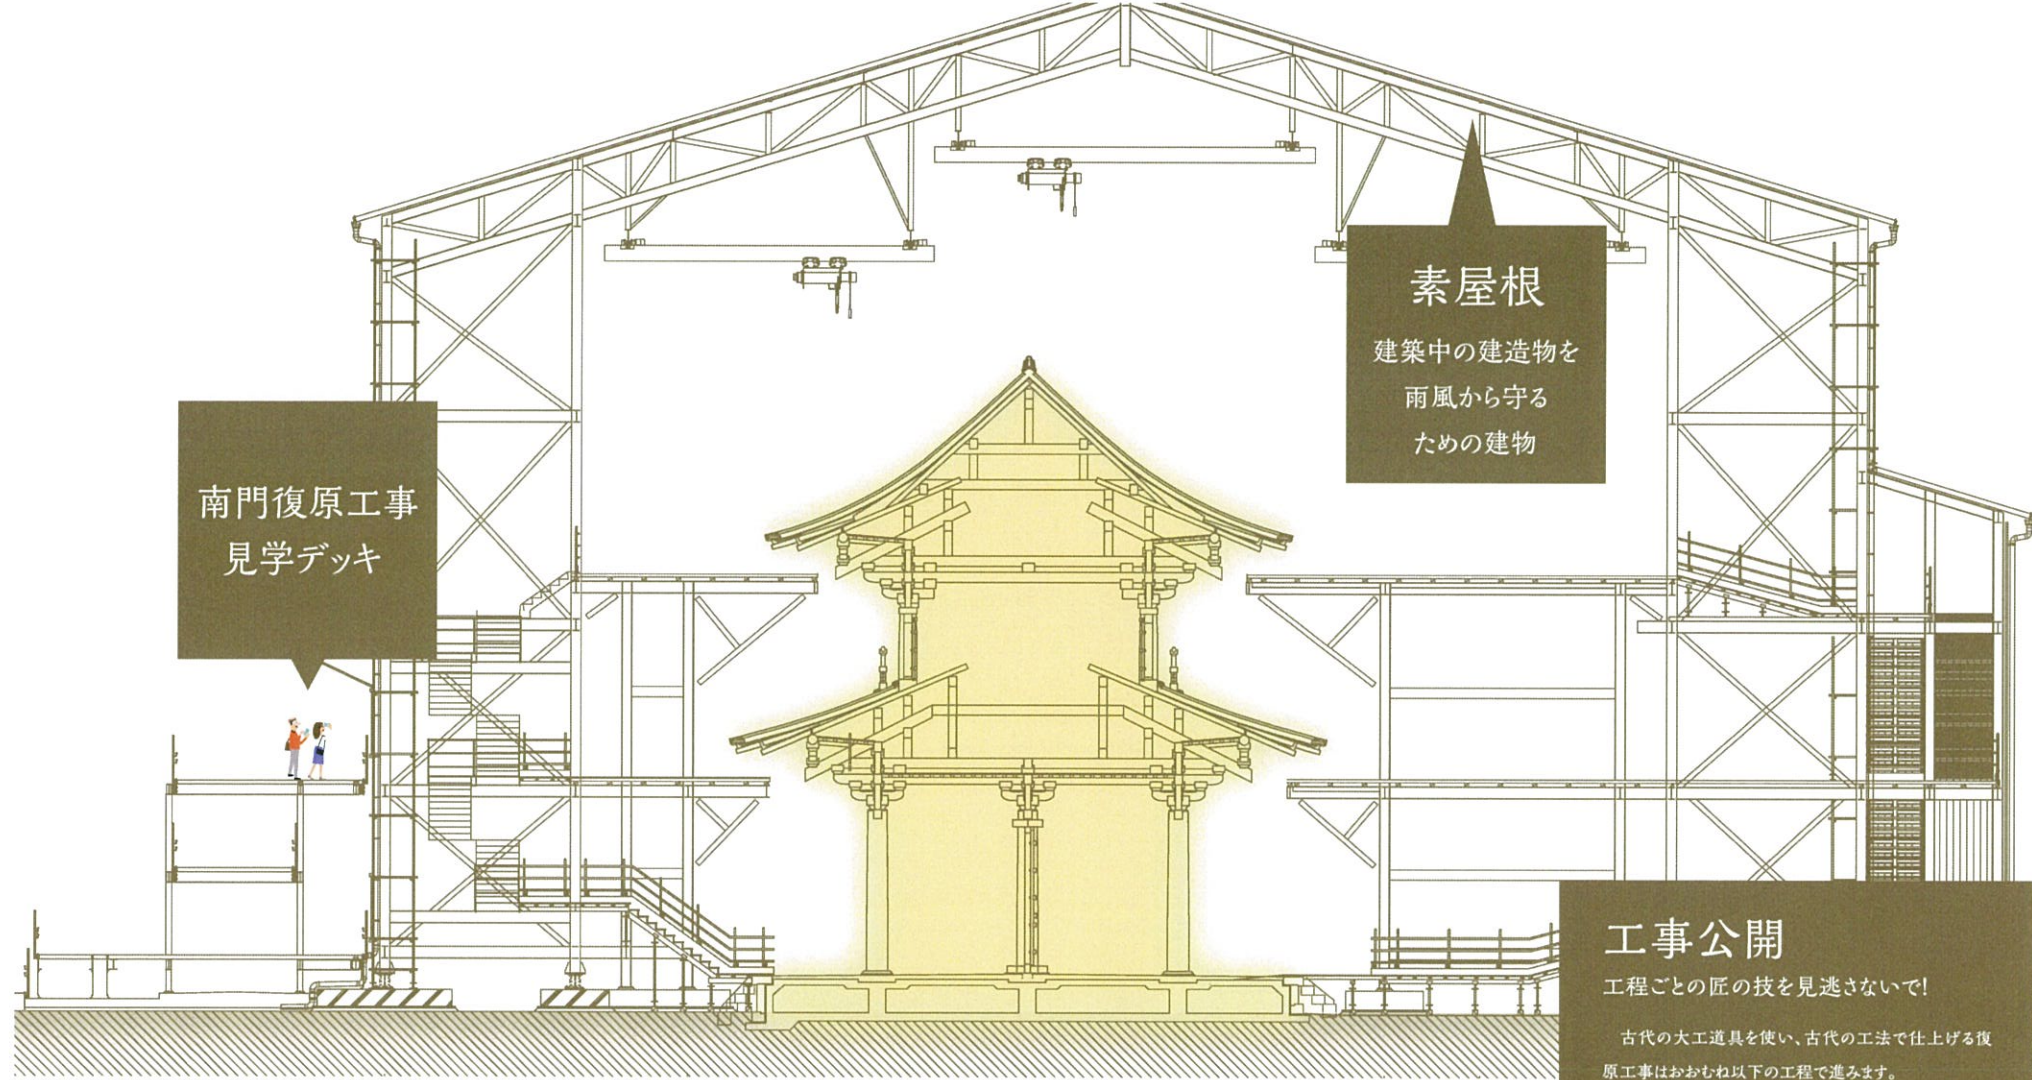 素屋根
建築中の建造物を
雨風から守る
ための建物
南門復原工事
見学デッキ
工事公開
工程ごとの匠の技を見逃さないで!
古代の大工道具を使い、古代の工法で仕上げる復
原工事はおおむね以下の工程で進みます。